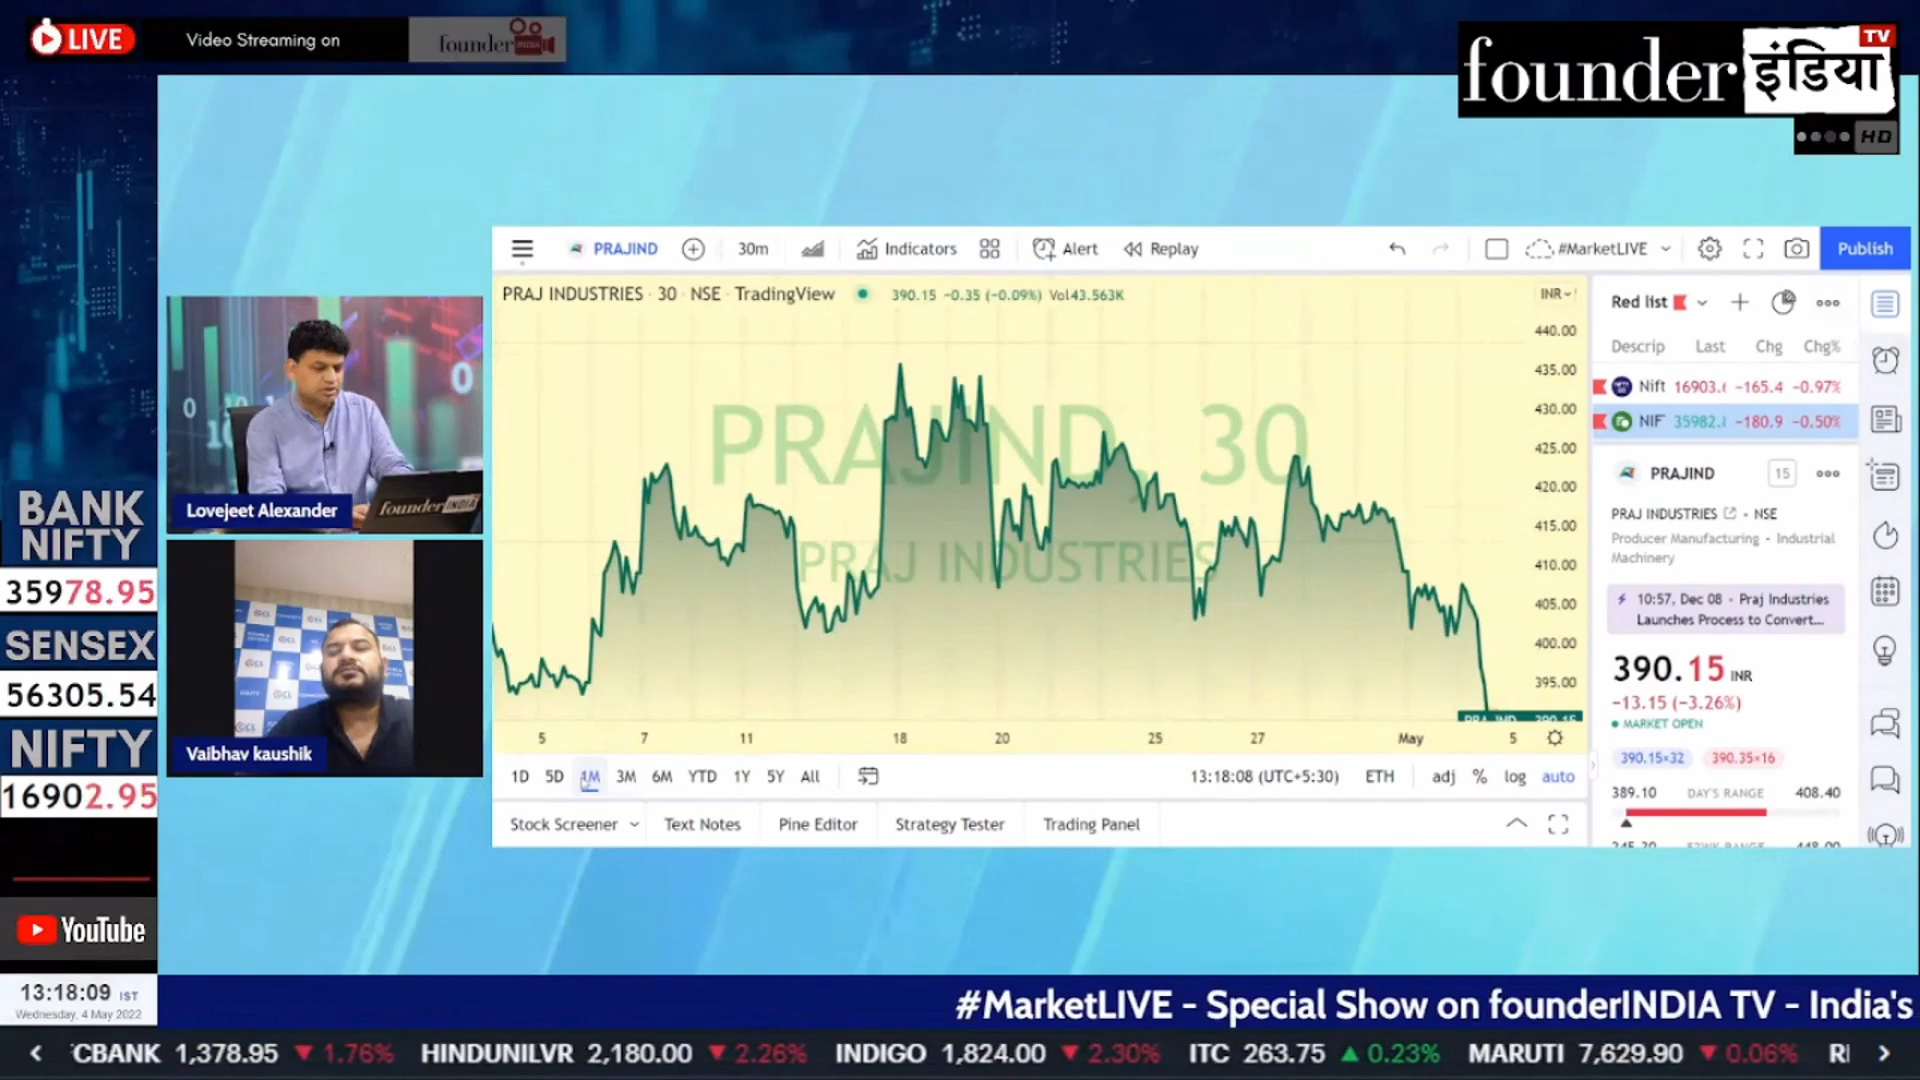 LIVE
Video Streaming on
founder INDIA
founder इंडिया TV
HD
PRAJIND
30m
Indicators
Alert
Replay
#MarketLIVE
Publish
PRAJ INDUSTRIES · 30 · NSE · TradingView
390.15 −0.35 (−0.09%) Vol43.563K
INR
PRAJIND, 30
PRAJ INDUSTRIES
440.00
435.00
430.00
425.00
420.00
415.00
410.00
405.00
400.00
395.00
5 7 11 18 20 25 27 May 5
1D 5D 1M 3M 6M YTD 1Y 5Y All
13:18:08 (UTC+5:30) ETH adj % log auto
Stock Screener Text Notes Pine Editor Strategy Tester Trading Panel
Red list
Descrip Last Chg Chg%
Nift 16903. −165.4 −0.97%
NIF 35982. −180.9 −0.50%
PRAJIND 15
PRAJ INDUSTRIES • NSE
Producer Manufacturing • Industrial
Machinery
10:57, Dec 08 • Praj Industries
Launches Process to Convert...
390.15 INR
−13.15 (−3.26%)
MARKET OPEN
390.15×32 390.35×16
389.10 DAY'S RANGE 408.40
Lovejeet Alexander
founder INDIA
Vaibhav kaushik
BANK
NIFTY
35978.95
SENSEX
56305.54
NIFTY
16902.95
YouTube
13:18:09 IST
Wednesday, 4 May 2022
#MarketLIVE - Special Show on founderINDIA TV - India's
CBANK 1,378.95 ▼ 1.76% HINDUNILVR 2,180.00 ▼ 2.26% INDIGO 1,824.00 ▼ 2.30% ITC 263.75 ▲ 0.23% MARUTI 7,629.90 ▼ 0.06%